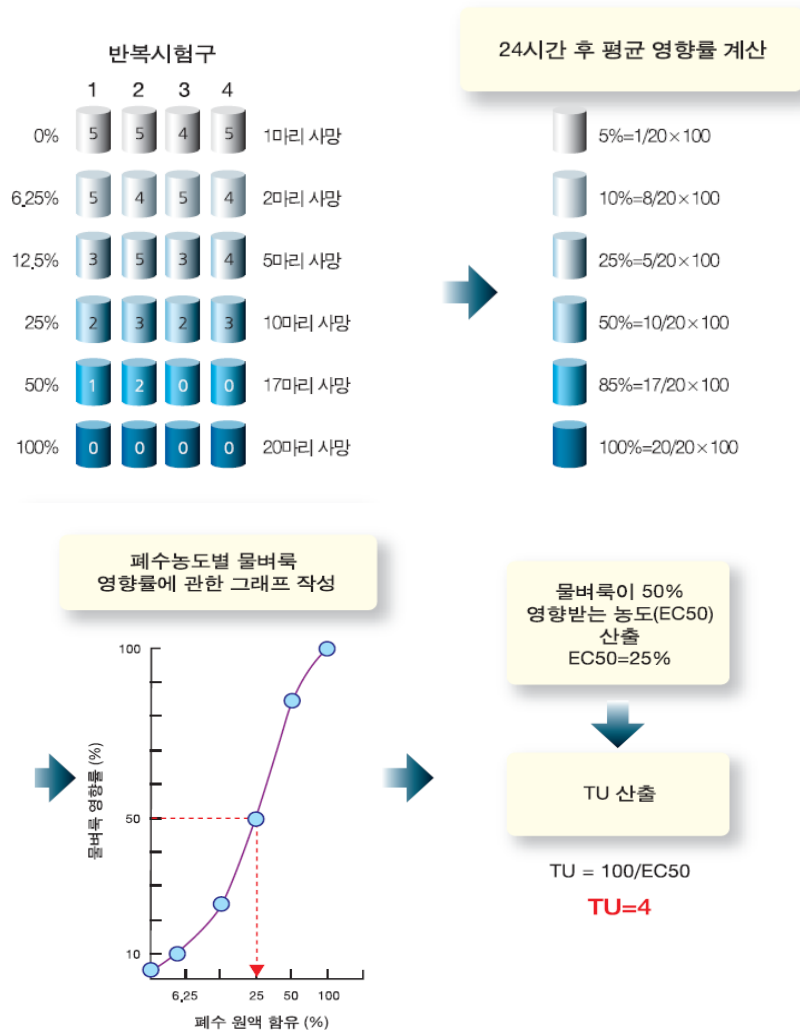 반복시험구
1 2 3 4
0% 5 5 4 5 1마리 사망
6.25% 5 4 5 4 2마리 사망
12.5% 3 5 3 4 5마리 사망
25% 2 3 2 3 10마리 사망
50% 1 2 0 0 17마리 사망
100% 0 0 0 0 20마리 사망
24시간 후 평균 영향률 계산
5%=1/20×100
10%=8/20×100
25%=5/20×100
50%=10/20×100
85%=17/20×100
100%=20/20×100
폐수농도별 물벼룩
영향률에 관한 그래프 작성
물벼룩 영향률 (%)
100
50
10
6.25 25 50 100
폐수 원액 함유 (%)
물벼룩이 50%
영향받는 농도(EC50)
산출
EC50=25%
TU 산출
TU = 100/EC50
TU=4